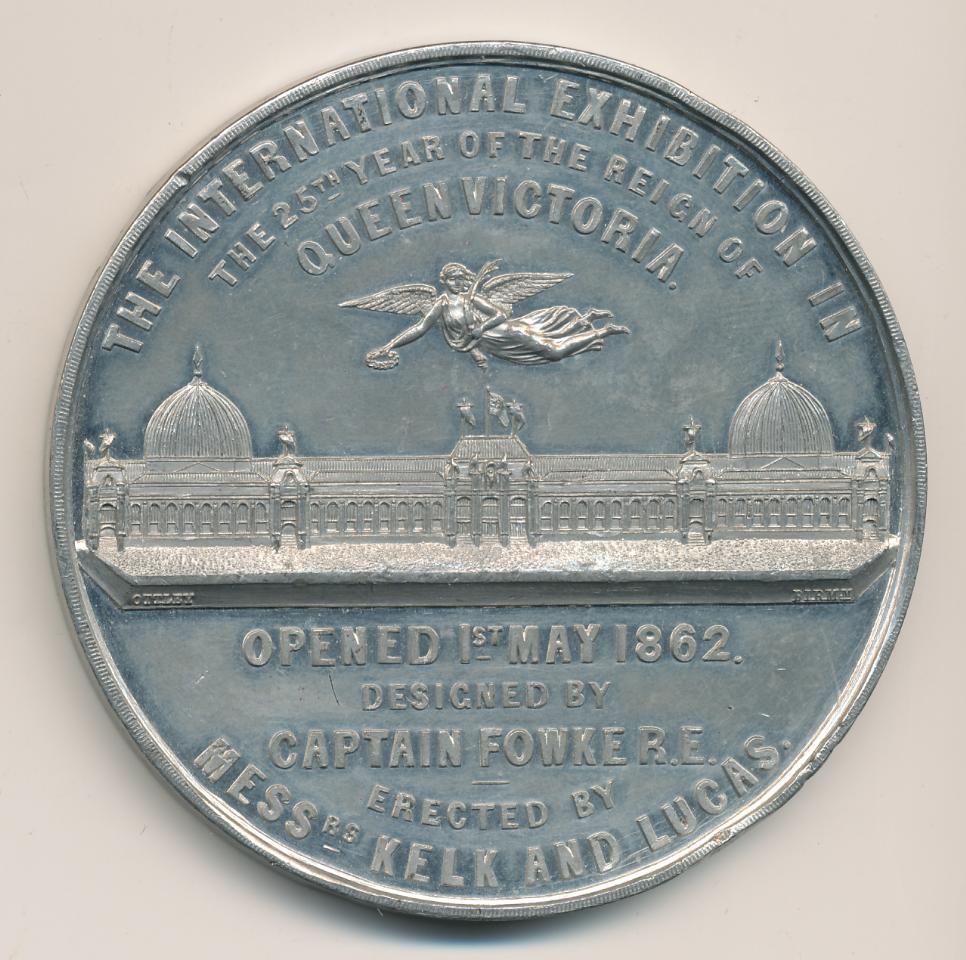 THE INTERNATIONAL EXHIBITION IN
THE 25TH YEAR OF THE REIGN OF
QUEEN VICTORIA.
OTTLEY
BIRMM
OPENED 1ST MAY 1862.
DESIGNED BY
CAPTAIN FOWKE R.E.
ERECTED BY
MESSRS KELK AND LUCAS.